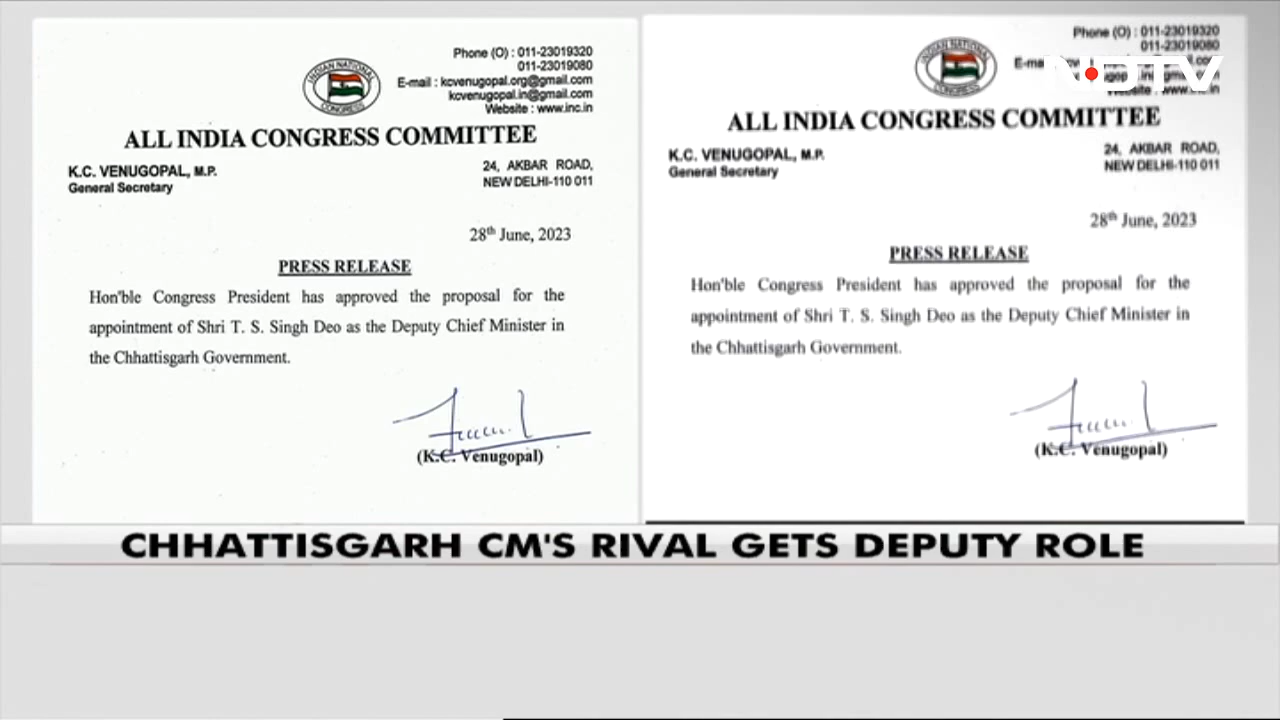 INDIAN NATIONAL
CONGRESS
Phone (O) : 011-23019320
011-23019080
E-mail : kcvenugopal.org@gmail.com
kcvenugopal.in@gmail.com
Website : www.inc.in
ALL INDIA CONGRESS COMMITTEE
K.C. VENUGOPAL, M.P.
General Secretary
24, AKBAR ROAD,
NEW DELHI-110 011
28th June, 2023
PRESS RELEASE
Hon'ble Congress President has approved the proposal for the
appointment of Shri T. S. Singh Deo as the Deputy Chief Minister in
the Chhattisgarh Government.
(K.C. Venugopal)
INDIAN NATIONAL
CONGRESS
Phone (O) : 011-23019320
011-23019080
NDTV
ALL INDIA CONGRESS COMMITTEE
K.C. VENUGOPAL, M.P.
General Secretary
24, AKBAR ROAD,
NEW DELHI-110 011
28th June, 2023
PRESS RELEASE
Hon'ble Congress President has approved the proposal for the
appointment of Shri T. S. Singh Deo as the Deputy Chief Minister in
the Chhattisgarh Government.
(K.C. Venugopal)
CHHATTISGARH CM'S RIVAL GETS DEPUTY ROLE